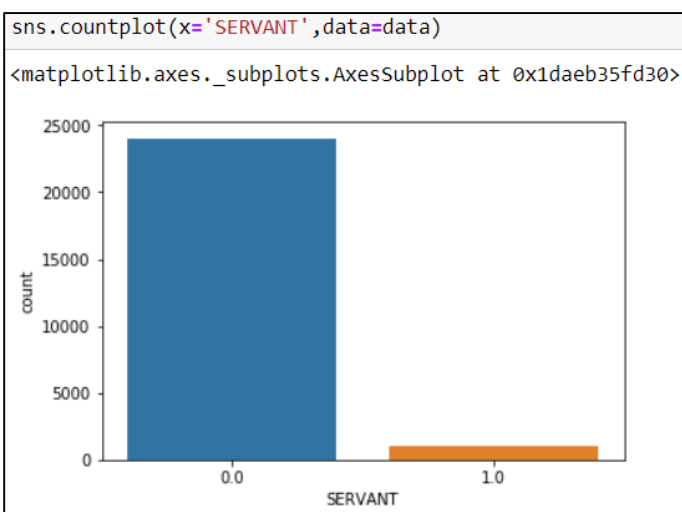 sns.countplot(x='SERVANT',data=data)
<matplotlib.axes._subplots.AxesSubplot at 0x1daeb35fd30>
25000
20000
15000
10000
5000
0
count
0.0 1.0
SERVANT